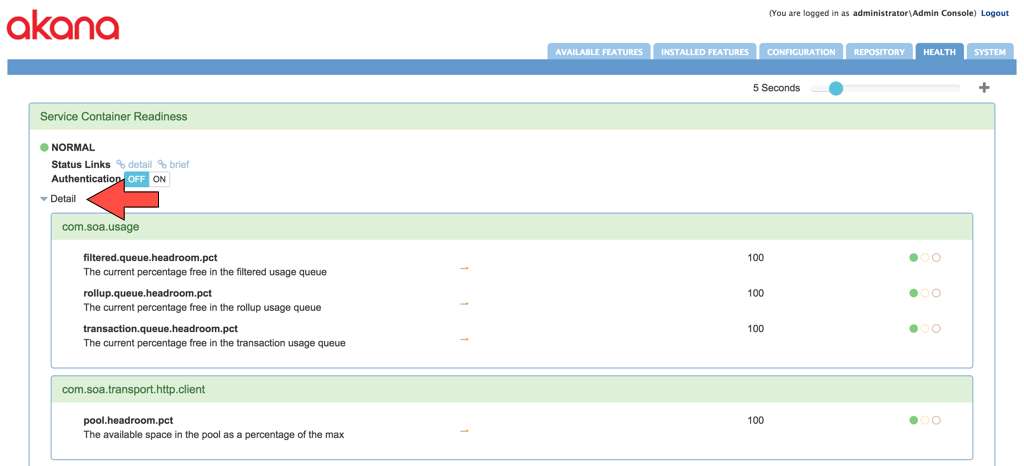 (You are logged in as administrator\Admin Console) Logout
akana
AVAILABLE FEATURES INSTALLED FEATURES CONFIGURATION REPOSITORY HEALTH SYSTEM
5 Seconds
Service Container Readiness
NORMAL
Status Links detail brief
Authentication OFF ON
Detail
com.soa.usage
filtered.queue.headroom.pct 100
The current percentage free in the filtered usage queue
rollup.queue.headroom.pct 100
The current percentage free in the rollup usage queue
transaction.queue.headroom.pct 100
The current percentage free in the transaction usage queue
com.soa.transport.http.client
pool.headroom.pct 100
The available space in the pool as a percentage of the max